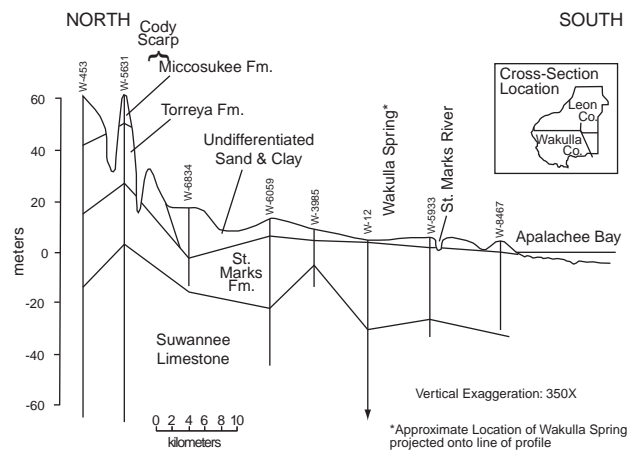 NORTH
SOUTH
Cody
Scarp
W-453
W-5631
Miccosukee Fm.
Torreya Fm.
Undifferentiated
Sand & Clay
W-6834
W-6059
W-3985
W-12
Wakulla Spring*
W-5933
St. Marks River
W-8467
Cross-Section
Location
Leon
Co.
Wakulla
Co.
Apalachee Bay
60
40
20
0
-20
-40
-60
meters
St.
Marks
Fm.
Suwannee
Limestone
0 2 4 6 8 10
kilometers
Vertical Exaggeration: 350X
*Approximate Location of Wakulla Spring
projected onto line of profile